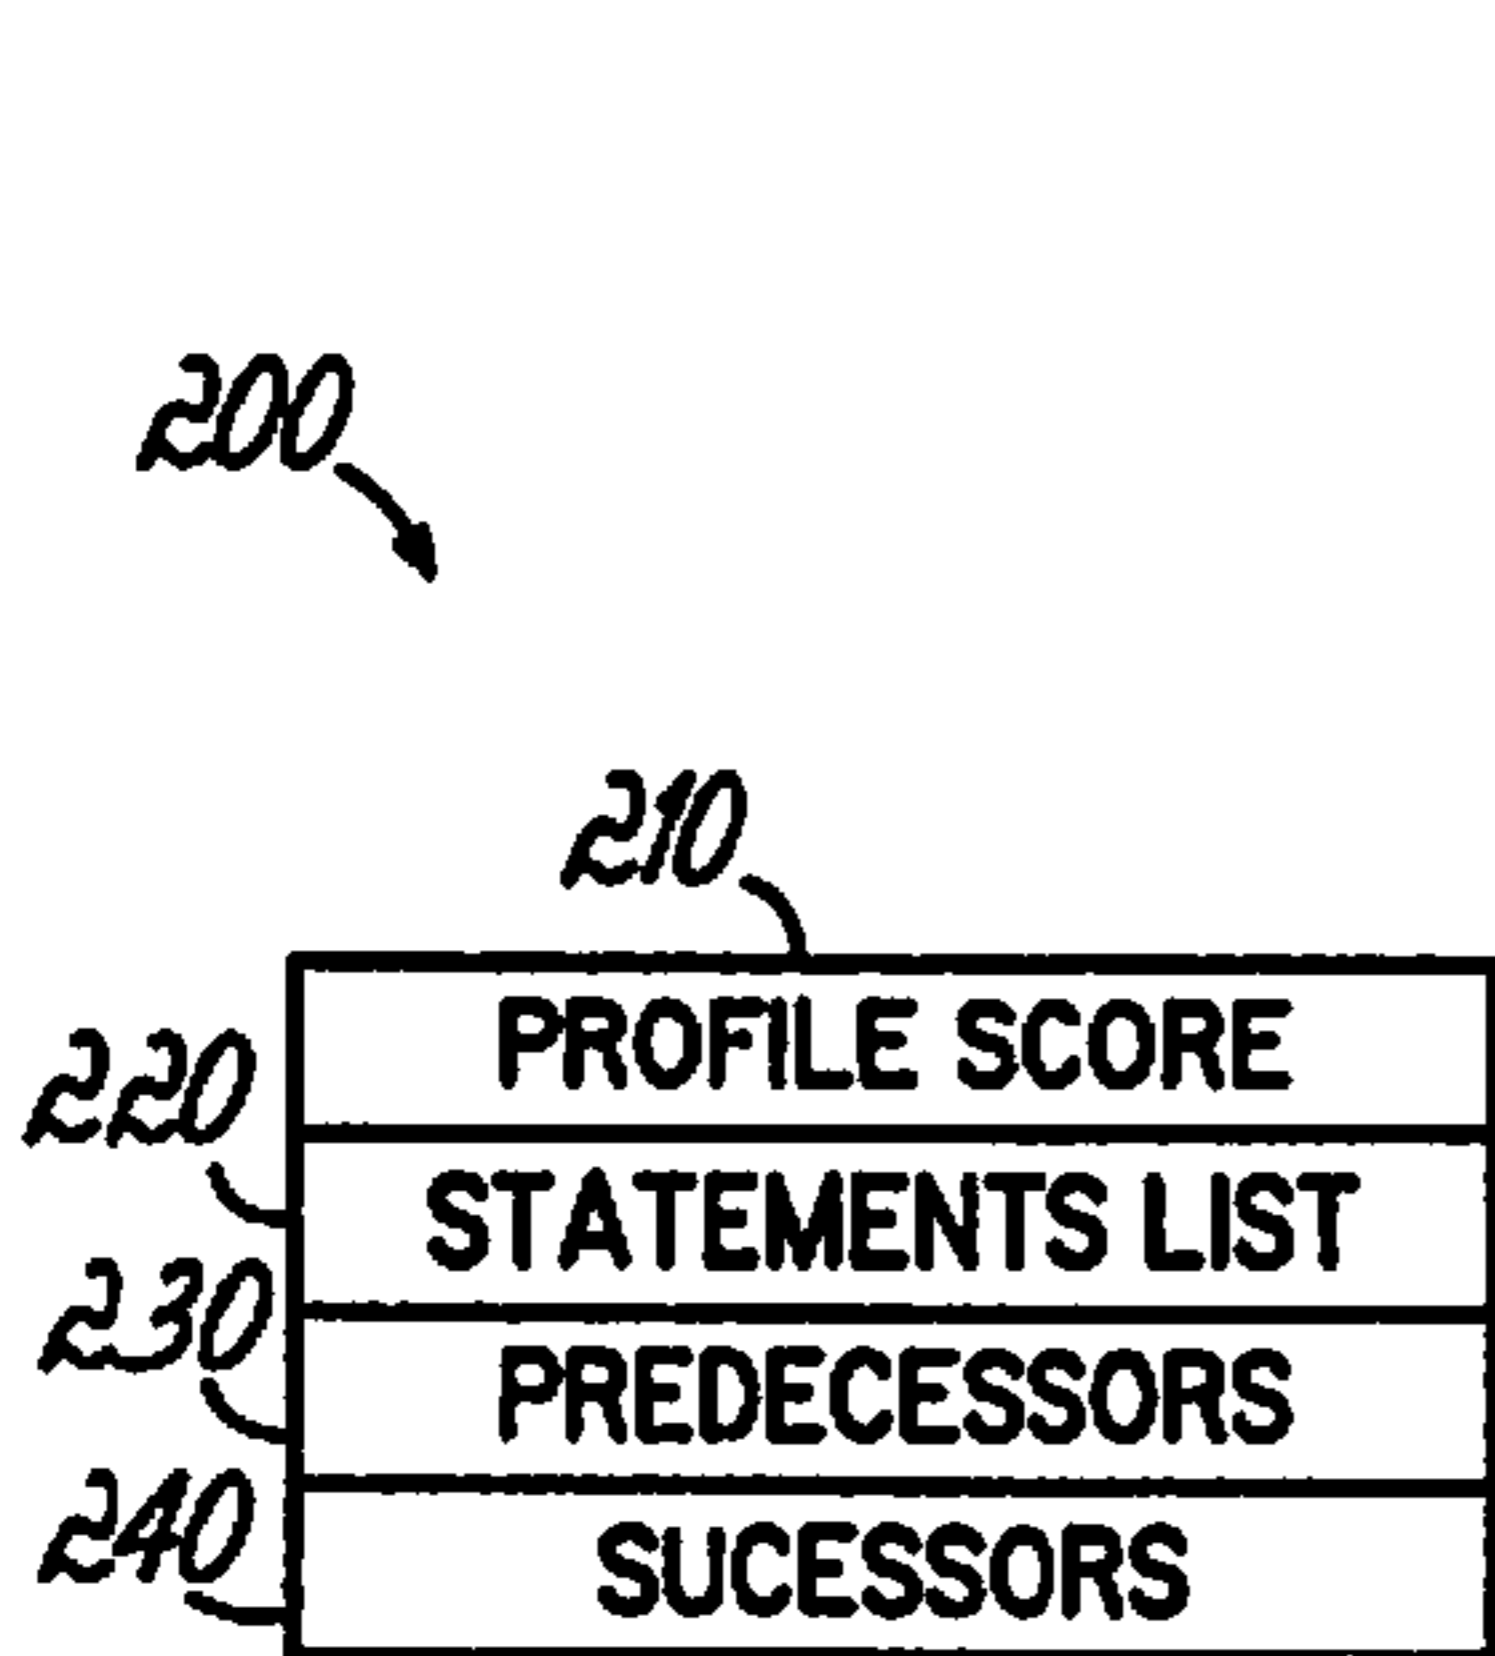 200
210
PROFILE SCORE
220
STATEMENTS LIST
230
PREDECESSORS
240
SUCESSORS